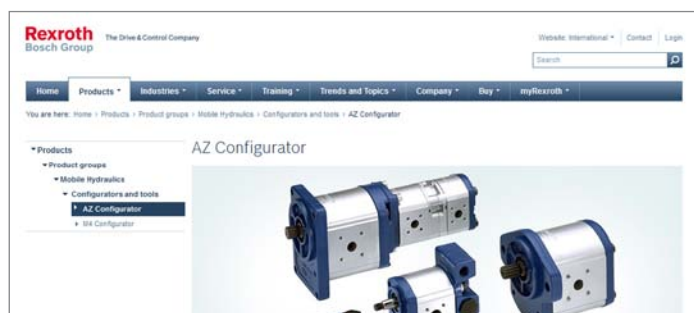 Rexroth
Bosch Group
The Drive & Control Company
Website: International
Contact
Login
Search
Home
Products
Industries
Service
Training
Trends and Topics
Company
Buy
myRexroth
You are here: Home > Products > Product groups > Mobile Hydraulics > Configurators and tools > AZ Configurator
Products
Product groups
Mobile Hydraulics
Configurators and tools
AZ Configurator
M4 Configurator
AZ Configurator